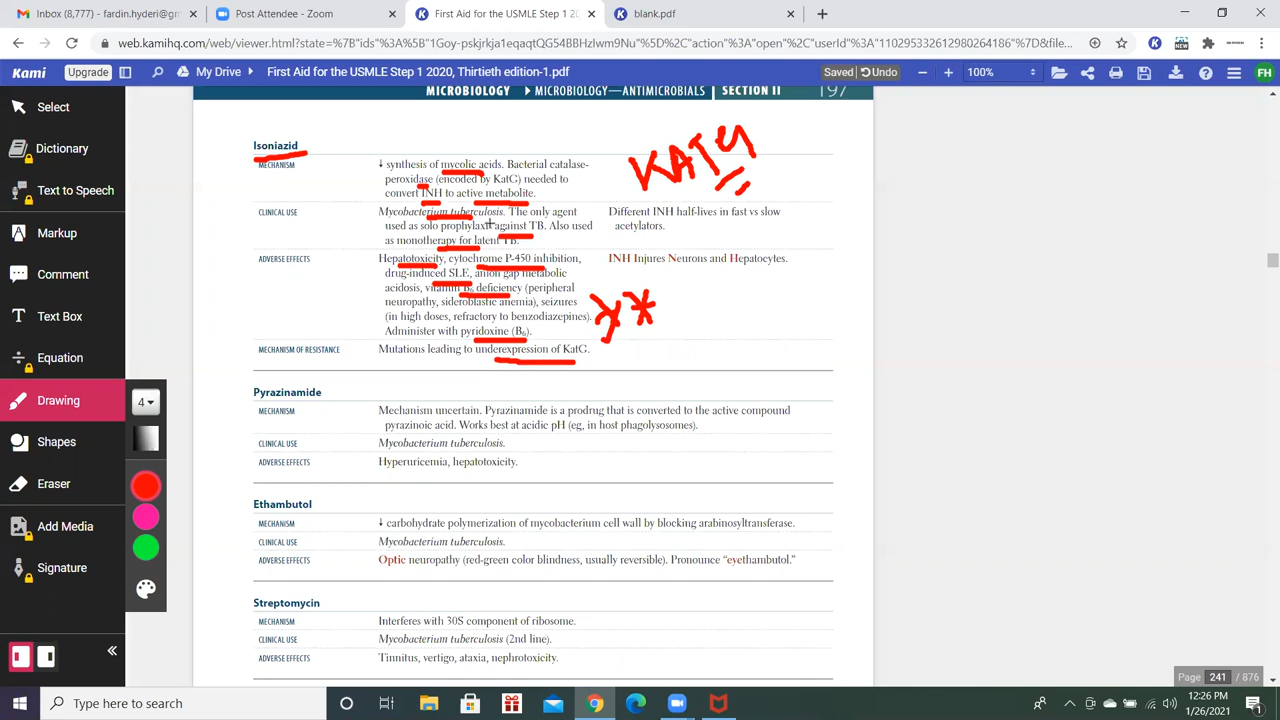 Inbox (8,777) - fardin.hyderi@gm
Post Attendee - Zoom
First Aid for the USMLE Step 1 20
blank.pdf
web.kamihq.com/web/viewer.html?state=%7B"ids"%3A%5B"1Goy-pskjkja1eqaqtQG54BBHzlwm9Nu"%5D%2C"action"%3A"open"%2C"userId"%3A"110295332612980264186"%7D&file...
Kami
Upgrade
My Drive
First Aid for the USMLE Step 1 2020, Thirtieth edition-1.pdf
Saved
Undo
100%
FH
Select
Dictionary
Text to Speech
Markup
Comment
Text Box
Equation
Drawing
Shapes
Eraser
Add Media
Signature
4
MICROBIOLOGY
MICROBIOLOGY—ANTIMICROBIALS
SECTION II
197
Isoniazid
MECHANISM
↓ synthesis of mycolic acids. Bacterial catalase-
peroxidase (encoded by KatG) needed to
convert INH to active metabolite.
KAT
CLINICAL USE
Mycobacterium tuberculosis. The only agent
used as solo prophylaxis against TB. Also used
as monotherapy for latent TB.
Different INH half-lives in fast vs slow
acetylators.
ADVERSE EFFECTS
Hepatotoxicity, cytochrome P-450 inhibition,
drug-induced SLE, anion gap metabolic
acidosis, vitamin B6 deficiency (peripheral
neuropathy, sideroblastic anemia), seizures
(in high doses, refractory to benzodiazepines).
Administer with pyridoxine (B6).
INH Injures Neurons and Hepatocytes.
MECHANISM OF RESISTANCE
Mutations leading to underexpression of KatG.
Pyrazinamide
MECHANISM
Mechanism uncertain. Pyrazinamide is a prodrug that is converted to the active compound
pyrazinoic acid. Works best at acidic pH (eg, in host phagolysosomes).
CLINICAL USE
Mycobacterium tuberculosis.
ADVERSE EFFECTS
Hyperuricemia, hepatotoxicity.
Ethambutol
MECHANISM
↓ carbohydrate polymerization of mycobacterium cell wall by blocking arabinosyltransferase.
CLINICAL USE
Mycobacterium tuberculosis.
ADVERSE EFFECTS
Optic neuropathy (red-green color blindness, usually reversible). Pronounce “eyethambutol.”
Streptomycin
MECHANISM
Interferes with 30S component of ribosome.
CLINICAL USE
Mycobacterium tuberculosis (2nd line).
ADVERSE EFFECTS
Tinnitus, vertigo, ataxia, nephrotoxicity.
Page 241 / 876
Type here to search
12:26 PM
1/26/2021